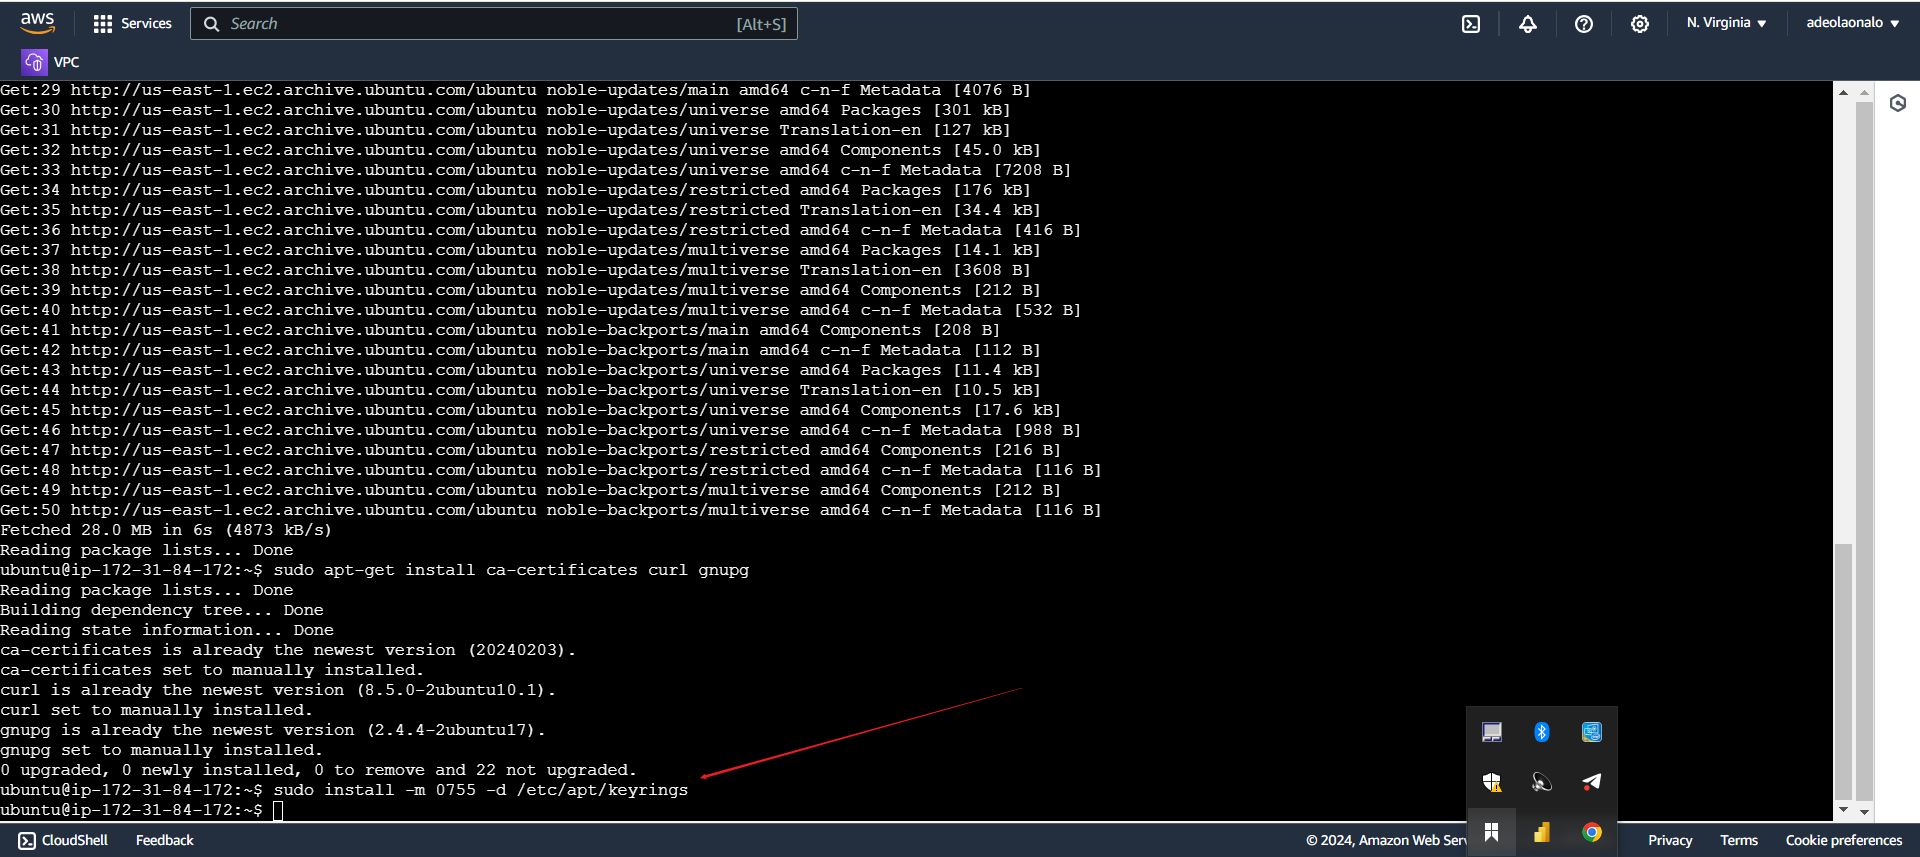 aws Services Search [Alt+S] N. Virginia adeolaonalo
VPC
Get:29 http://us-east-1.ec2.archive.ubuntu.com/ubuntu noble-updates/main amd64 c-n-f Metadata [4076 B]
Get:30 http://us-east-1.ec2.archive.ubuntu.com/ubuntu noble-updates/universe amd64 Packages [301 kB]
Get:31 http://us-east-1.ec2.archive.ubuntu.com/ubuntu noble-updates/universe Translation-en [127 kB]
Get:32 http://us-east-1.ec2.archive.ubuntu.com/ubuntu noble-updates/universe amd64 Components [45.0 kB]
Get:33 http://us-east-1.ec2.archive.ubuntu.com/ubuntu noble-updates/universe amd64 c-n-f Metadata [7208 B]
Get:34 http://us-east-1.ec2.archive.ubuntu.com/ubuntu noble-updates/restricted amd64 Packages [176 kB]
Get:35 http://us-east-1.ec2.archive.ubuntu.com/ubuntu noble-updates/restricted Translation-en [34.4 kB]
Get:36 http://us-east-1.ec2.archive.ubuntu.com/ubuntu noble-updates/restricted amd64 c-n-f Metadata [416 B]
Get:37 http://us-east-1.ec2.archive.ubuntu.com/ubuntu noble-updates/multiverse amd64 Packages [14.1 kB]
Get:38 http://us-east-1.ec2.archive.ubuntu.com/ubuntu noble-updates/multiverse Translation-en [3608 B]
Get:39 http://us-east-1.ec2.archive.ubuntu.com/ubuntu noble-updates/multiverse amd64 Components [212 B]
Get:40 http://us-east-1.ec2.archive.ubuntu.com/ubuntu noble-updates/multiverse amd64 c-n-f Metadata [532 B]
Get:41 http://us-east-1.ec2.archive.ubuntu.com/ubuntu noble-backports/main amd64 Components [208 B]
Get:42 http://us-east-1.ec2.archive.ubuntu.com/ubuntu noble-backports/main amd64 c-n-f Metadata [112 B]
Get:43 http://us-east-1.ec2.archive.ubuntu.com/ubuntu noble-backports/universe amd64 Packages [11.4 kB]
Get:44 http://us-east-1.ec2.archive.ubuntu.com/ubuntu noble-backports/universe Translation-en [10.5 kB]
Get:45 http://us-east-1.ec2.archive.ubuntu.com/ubuntu noble-backports/universe amd64 Components [17.6 kB]
Get:46 http://us-east-1.ec2.archive.ubuntu.com/ubuntu noble-backports/universe amd64 c-n-f Metadata [988 B]
Get:47 http://us-east-1.ec2.archive.ubuntu.com/ubuntu noble-backports/restricted amd64 Components [216 B]
Get:48 http://us-east-1.ec2.archive.ubuntu.com/ubuntu noble-backports/restricted amd64 c-n-f Metadata [116 B]
Get:49 http://us-east-1.ec2.archive.ubuntu.com/ubuntu noble-backports/multiverse amd64 Components [212 B]
Get:50 http://us-east-1.ec2.archive.ubuntu.com/ubuntu noble-backports/multiverse amd64 c-n-f Metadata [116 B]
Fetched 28.0 MB in 6s (4873 kB/s)
Reading package lists... Done
ubuntu@ip-172-31-84-172:~$ sudo apt-get install ca-certificates curl gnupg
Reading package lists... Done
Building dependency tree... Done
Reading state information... Done
ca-certificates is already the newest version (20240203).
ca-certificates set to manually installed.
curl is already the newest version (8.5.0-2ubuntu10.1).
curl set to manually installed.
gnupg is already the newest version (2.4.4-2ubuntu17).
gnupg set to manually installed.
0 upgraded, 0 newly installed, 0 to remove and 22 not upgraded.
ubuntu@ip-172-31-84-172:~$ sudo install -m 0755 -d /etc/apt/keyrings
ubuntu@ip-172-31-84-172:~$
CloudShell Feedback © 2024, Amazon Web Serv Privacy Terms Cookie preferences